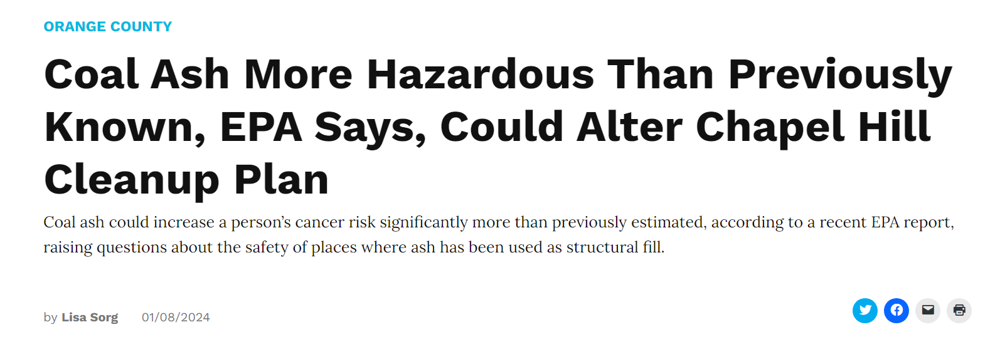 ORANGE COUNTY
Coal Ash More Hazardous Than Previously
Known, EPA Says, Could Alter Chapel Hill
Cleanup Plan
Coal ash could increase a person’s cancer risk significantly more than previously estimated, according to a recent EPA report,
raising questions about the safety of places where ash has been used as structural fill.
by Lisa Sorg 01/08/2024